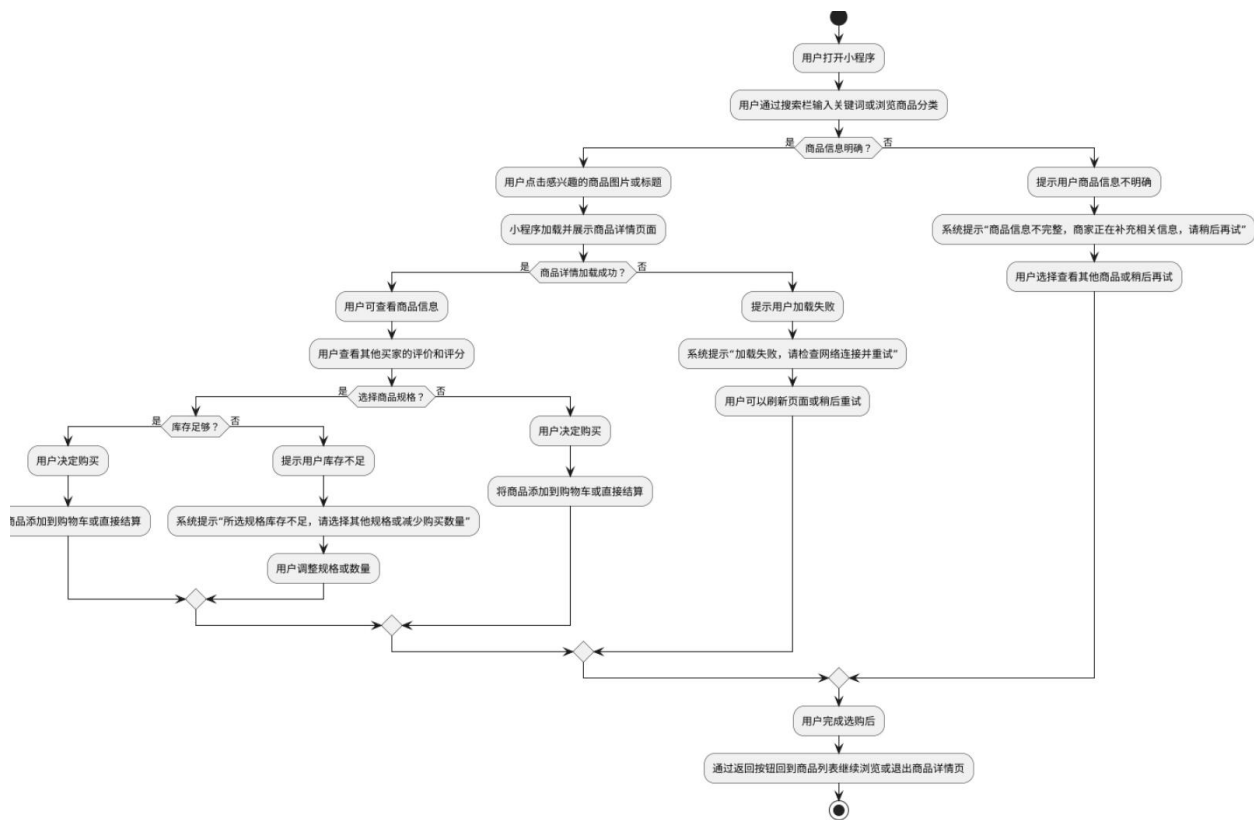 用户打开小程序
用户通过搜索栏输入关键词或浏览商品分类
是
商品信息明确？
否
用户点击感兴趣的商品图片或标题
提示用户商品信息不明确
小程序加载并展示商品详情页面
系统提示“商品信息不完整，商家正在补充相关信息，请稍后再试”
是
商品详情加载成功？
否
用户选择查看其他商品或稍后再试
用户可查看商品信息
提示用户加载失败
用户查看其他买家的评价和评分
系统提示“加载失败，请检查网络连接并重试”
是
选择商品规格？
否
用户可以刷新页面或稍后重试
是
库存足够？
否
用户决定购买
用户决定购买
提示用户库存不足
将商品添加到购物车或直接结算
商品添加到购物车或直接结算
系统提示“所选规格库存不足，请选择其他规格或减少购买数量”
用户调整规格或数量
用户完成选购后
通过返回按钮回到商品列表继续浏览或退出商品详情页